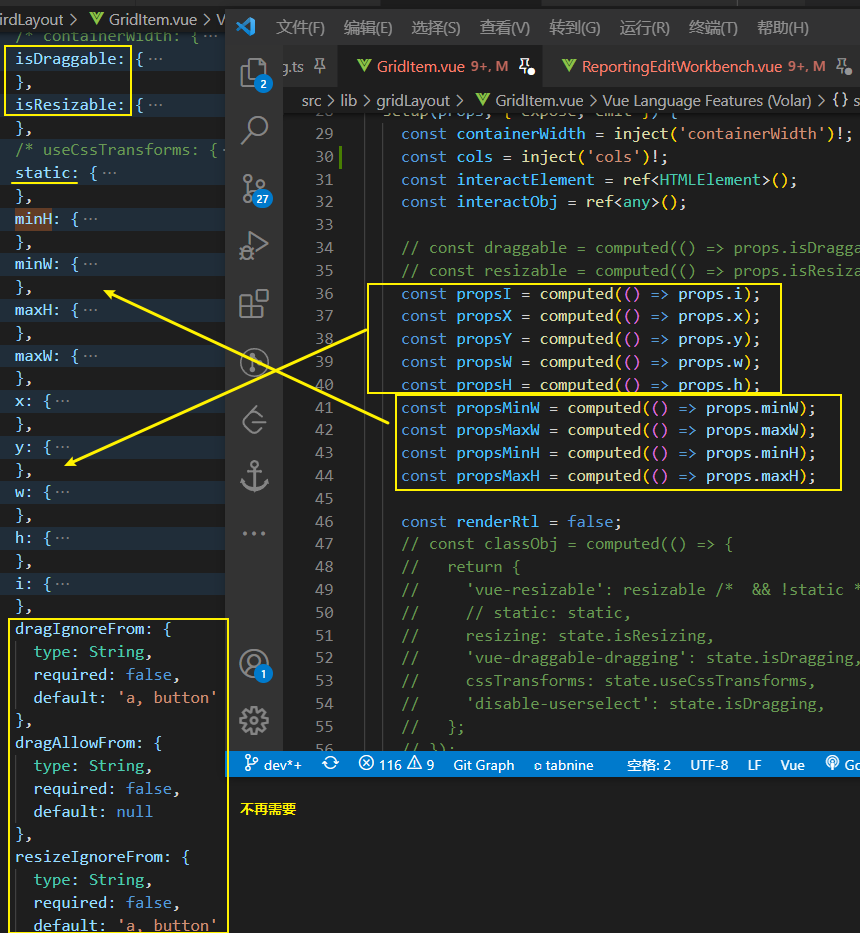 irdLayout > GridItem.vue >
/* containerWidth: { ···
isDraggable: { ···
},
isResizable: { ···
},
/* useCssTransforms: {
static: { ···
},
minH: { ···
},
minW: { ···
},
maxH: { ···
},
maxW: { ···
},
x: { ···
},
y: { ···
},
w: { ···
},
h: { ···
},
i: { ···
},
dragIgnoreFrom: {
type: String,
required: false,
default: 'a, button'
},
dragAllowFrom: {
type: String,
required: false,
default: null
},
resizeIgnoreFrom: {
type: String,
required: false,
default: 'a, button'
文件(F) 编辑(E) 选择(S) 查看(V) 转到(G) 运行(R) 终端(T) 帮助(H)
g.ts GridItem.vue 9+, M ReportingEditWorkbench.vue 9+, M
src > lib > gridLayout > GridItem.vue > Vue Language Features (Volar) > {} s
2
27
1
28 setup(props, { expose, emit }) {
29 const containerWidth = inject('containerWidth')!;
30 const cols = inject('cols')!;
31 const interactElement = ref<HTMLElement>();
32 const interactObj = ref<any>();
33
34 // const draggable = computed(() => props.isDragga
35 // const resizable = computed(() => props.isResiza
36 const propsI = computed(() => props.i);
37 const propsX = computed(() => props.x);
38 const propsY = computed(() => props.y);
39 const propsW = computed(() => props.w);
40 const propsH = computed(() => props.h);
41 const propsMinW = computed(() => props.minW);
42 const propsMaxW = computed(() => props.maxW);
43 const propsMinH = computed(() => props.minH);
44 const propsMaxH = computed(() => props.maxH);
45
46 const renderRtl = false;
47 // const classObj = computed(() => {
48 // return {
49 // 'vue-resizable': resizable /* && !static *
50 // // static: static,
51 // resizing: state.isResizing,
52 // 'vue-draggable-dragging': state.isDragging,
53 // cssTransforms: state.useCssTransforms,
54 // 'disable-userselect': state.isDragging,
55 // };
56 // });
dev*+ 116 9 Git Graph tabnine 空格: 2 UTF-8 LF Vue Go
不再需要